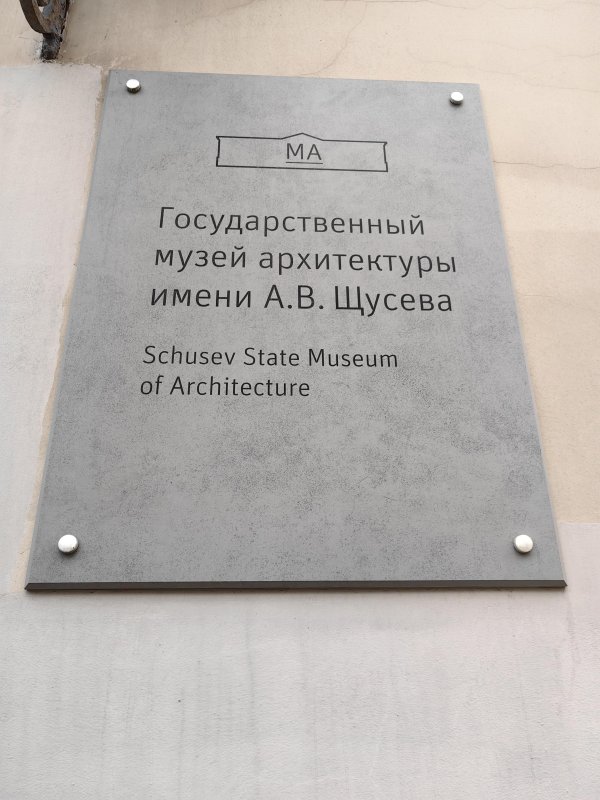 МА
Государственный
музей архитектуры
имени А.В. Щусева
Schusev State Museum
of Architecture